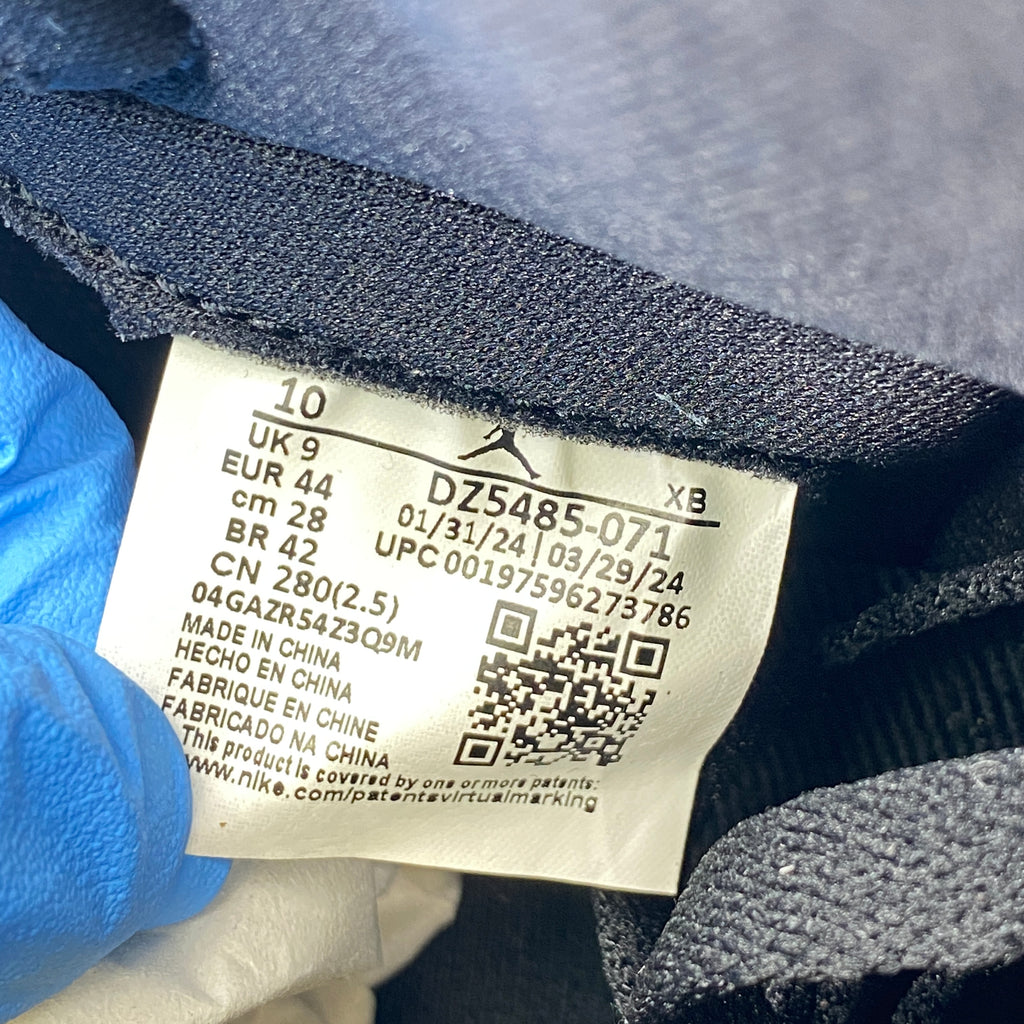 10
UK 9
EUR 44
cm 28
BR 42
CN 280(2.5)
04GAZR54Z3Q9M
MADE IN CHINA
HECHO EN CHINA
FABRIQUE EN CHINE
FABRICADO NA CHINA
This product is covered by one or more patents:
www.nike.com/patentsvirtualmarking
XB
DZ5485-071
01/31/24 | 03/29/24
UPC 00197596273786